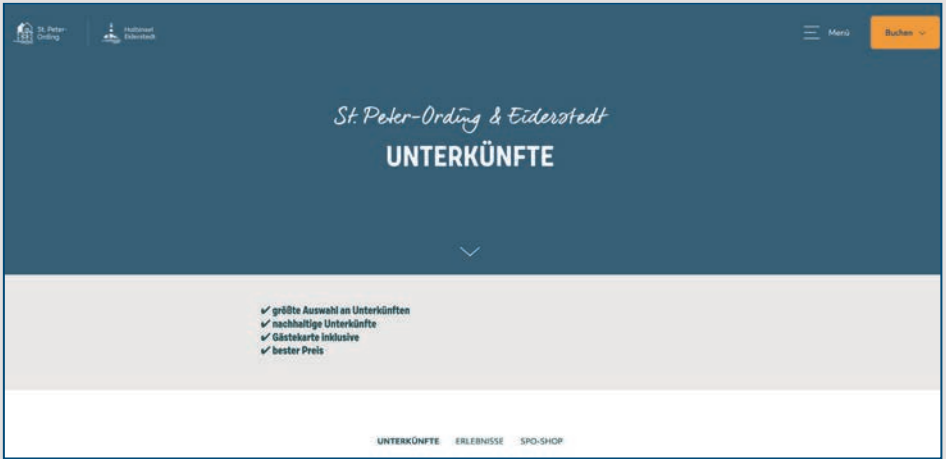 St. Peter-
Ording
Halbinsel
Eiderstedt
Menü
Buchen
St. Peter-Ording & Eiderstedt
UNTERKÜNFTE
✔ größte Auswahl an Unterkünften
✔ nachhaltige Unterkünfte
✔ Gästekarte inklusive
✔ bester Preis
UNTERKÜNFTE ERLEBNISSE SPO-SHOP